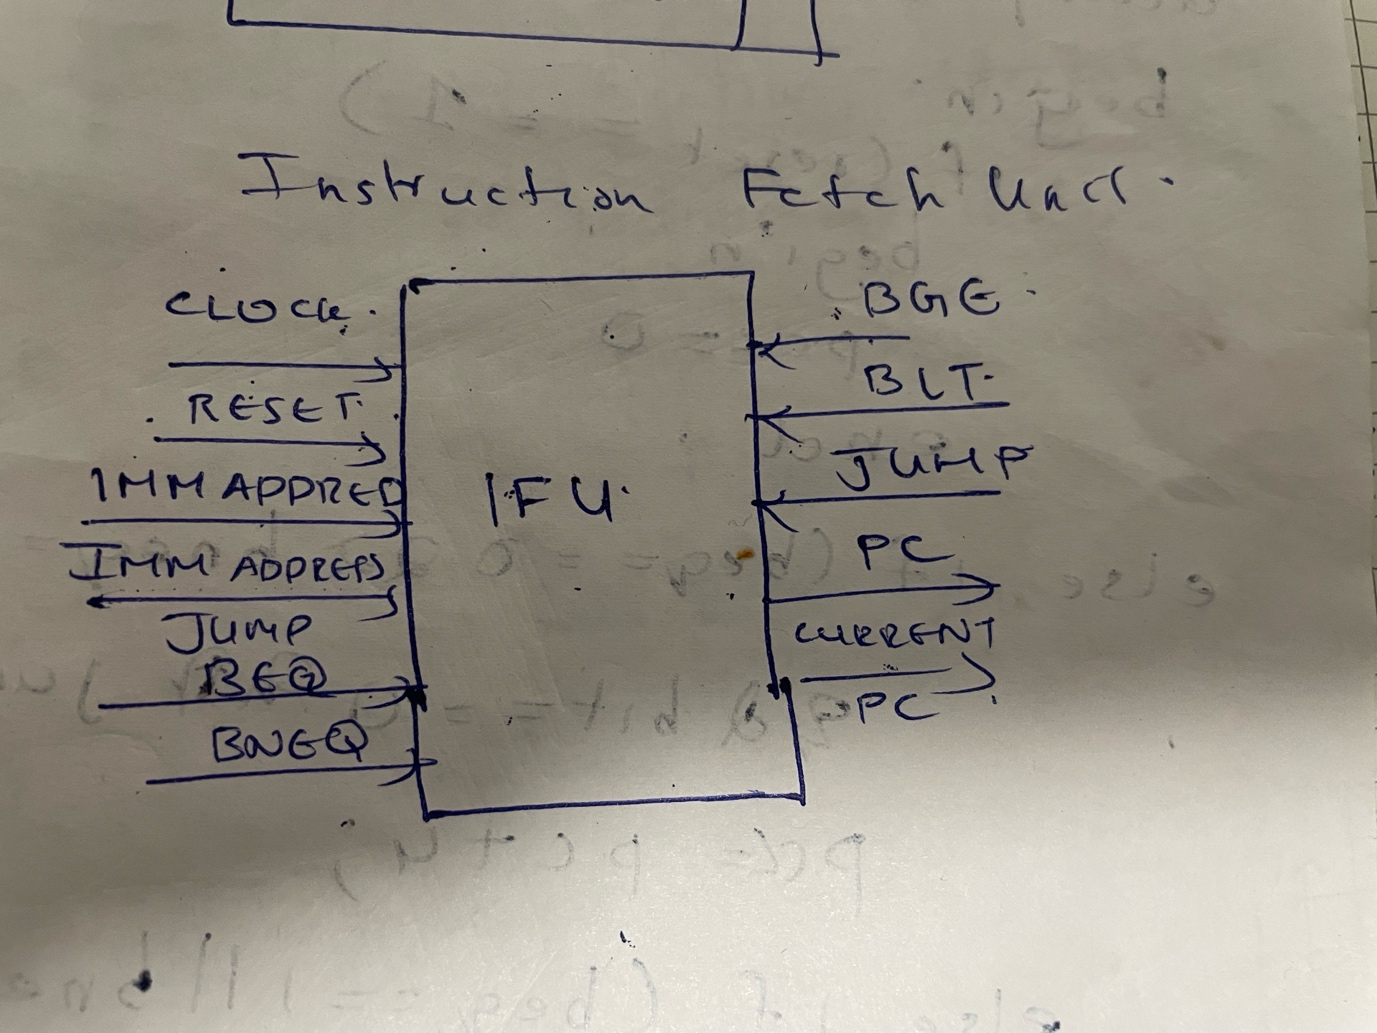 Instruction Fetch Unit.
CLOCK.
RESET.
IMM ADDRED
IMM ADDRESS
JUMP
BEQ
BNEQ
IFU
BGE
BLT
JUMP
PC
CURRENT
PC